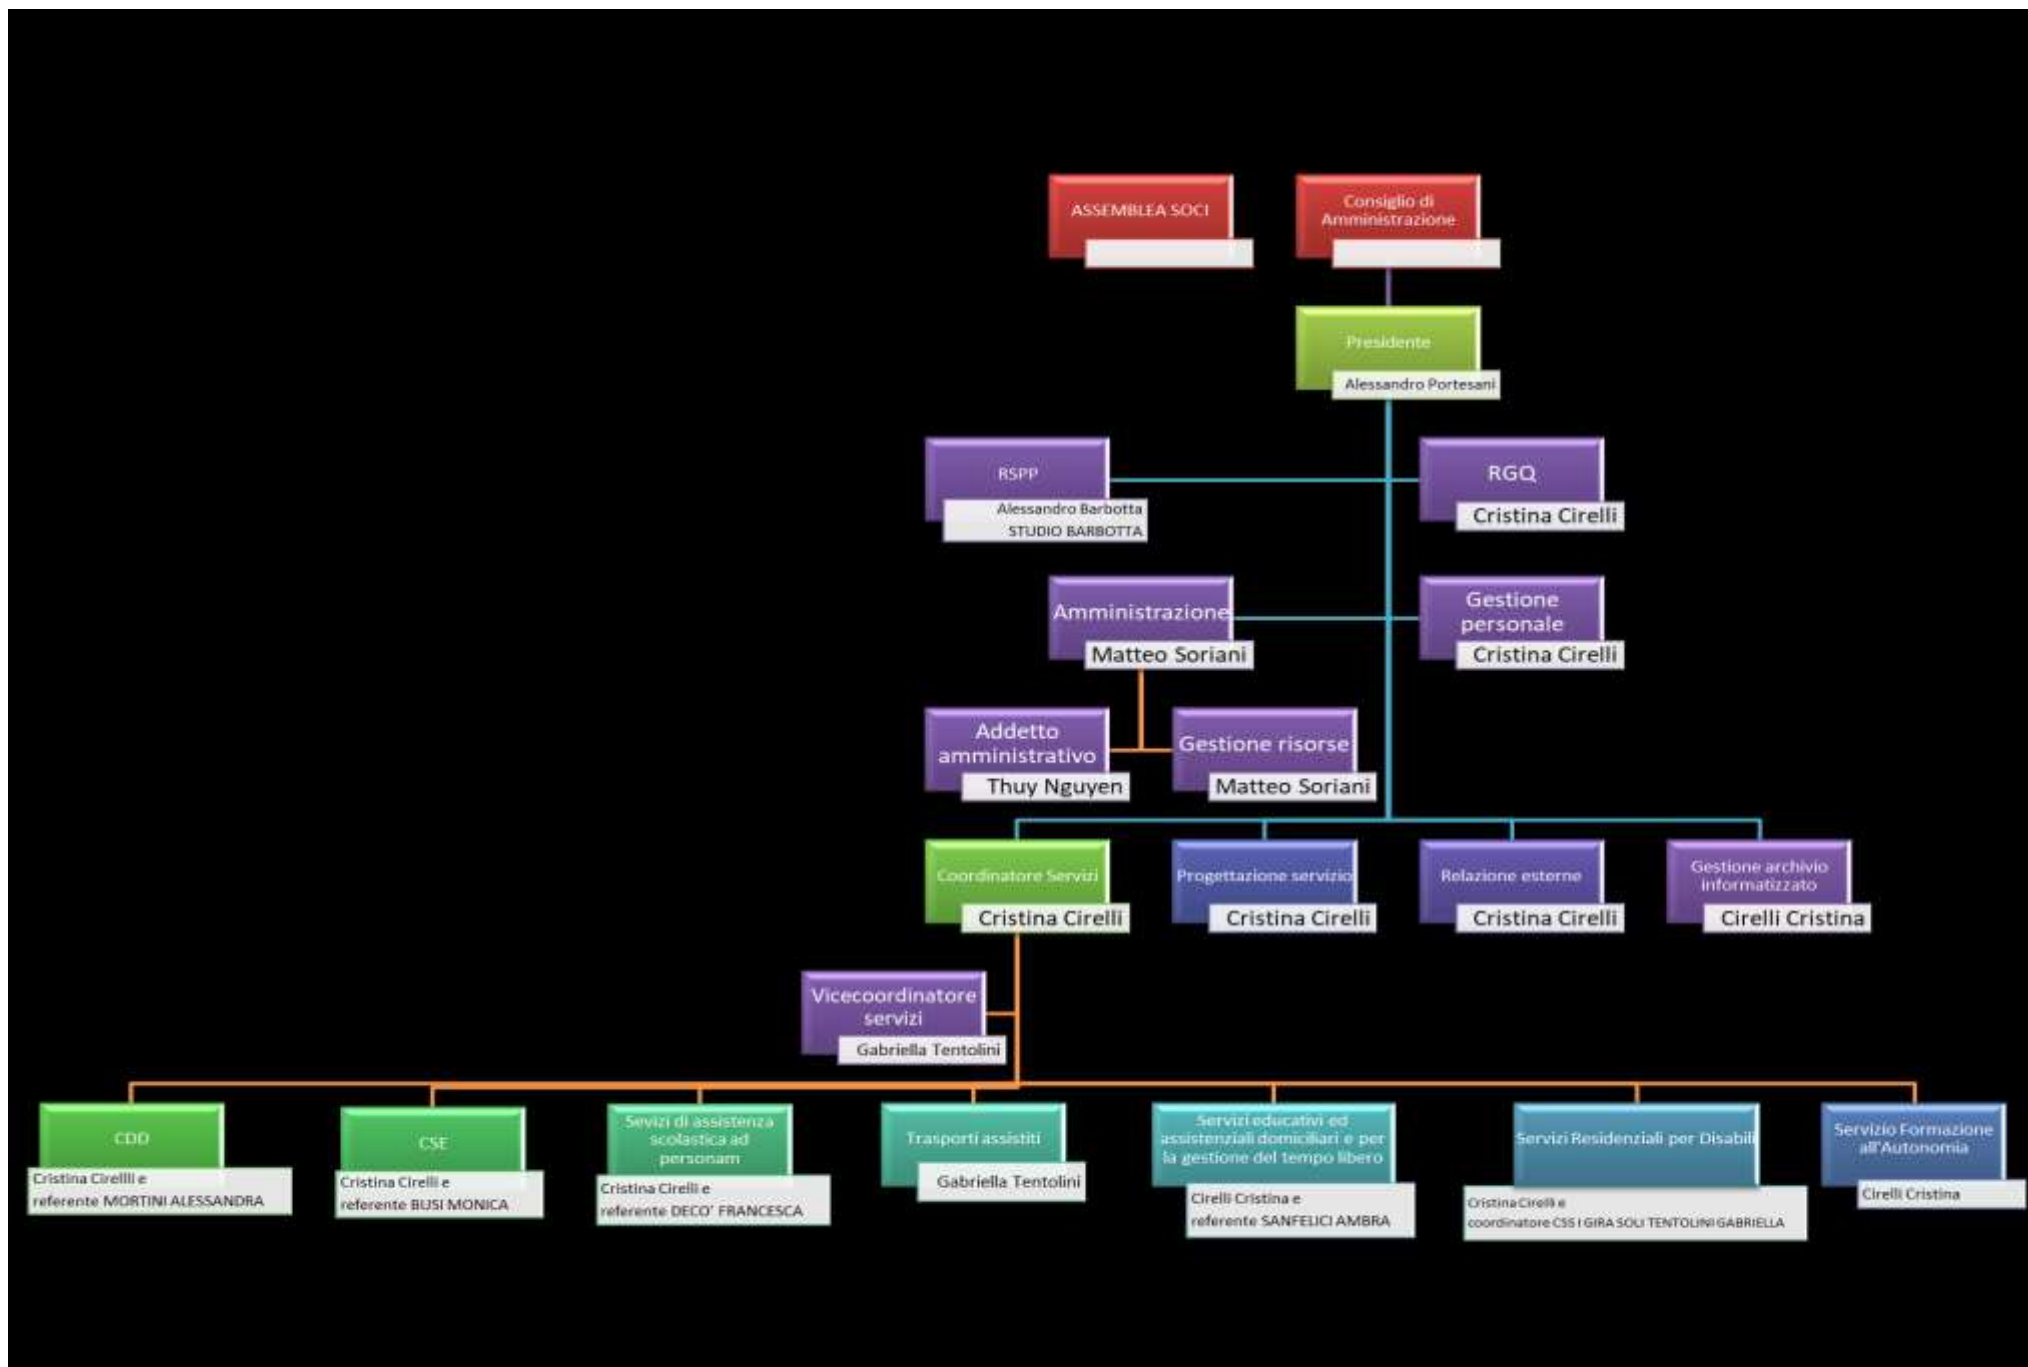 ASSEMBLEA SOCI
Consiglio di
Amministrazione
Presidente
Alessandro Portesani
RSPP
Alessandro Barbotta
STUDIO BARBOTTA
RGQ
Cristina Cirelli
Amministrazione
Matteo Soriani
Gestione
personale
Cristina Cirelli
Addetto
amministrativo
Thuy Nguyen
Gestione risorse
Matteo Soriani
Coordinatore Servizi
Cristina Cirelli
Progettazione servizio
Cristina Cirelli
Relazione esterne
Cristina Cirelli
Gestione archivio
informatizzato
Cirelli Cristina
Vicecoordinatore
servizi
Gabriella Tentolini
CDD
Cristina Cirellli e
referente MORTINI ALESSANDRA
CSE
Cristina Cirelli e
referente BUSI MONICA
Sevizi di assistenza
scolastica ad
personam
Cristina Cirelli e
referente DECO' FRANCESCA
Trasporti assistiti
Gabriella Tentolini
Servizi educativi ed
assistenziali domiciliari e per
la gestione del tempo libero
Cirelli Cristina e
referente SANFELICI AMBRA
Servizi Residenziali per Disabili
Cristina Cirelli e
coordinatore CSS I GIRA SOLI TENTOLINI GABRIELLA
Servizio Formazione
all'Autonomia
Cirelli Cristina